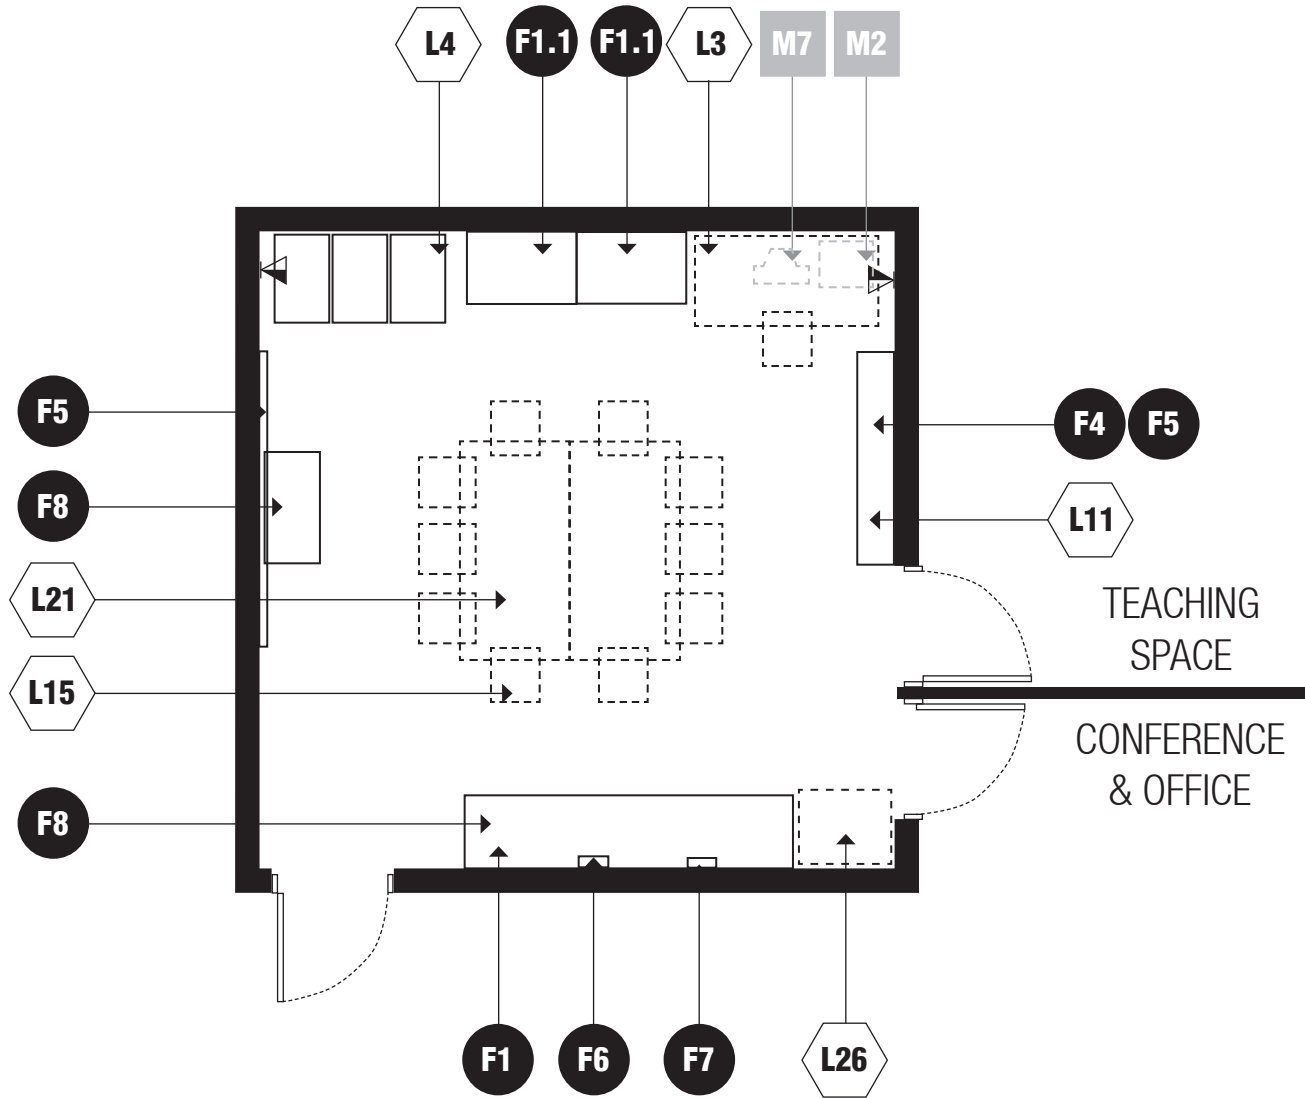 L4 F1.1 F1.1 L3 M7 M2
F5
F4 F5
F8
L11
L21
TEACHING
SPACE
L15
CONFERENCE
& OFFICE
F8
F1 F6 F7 L26